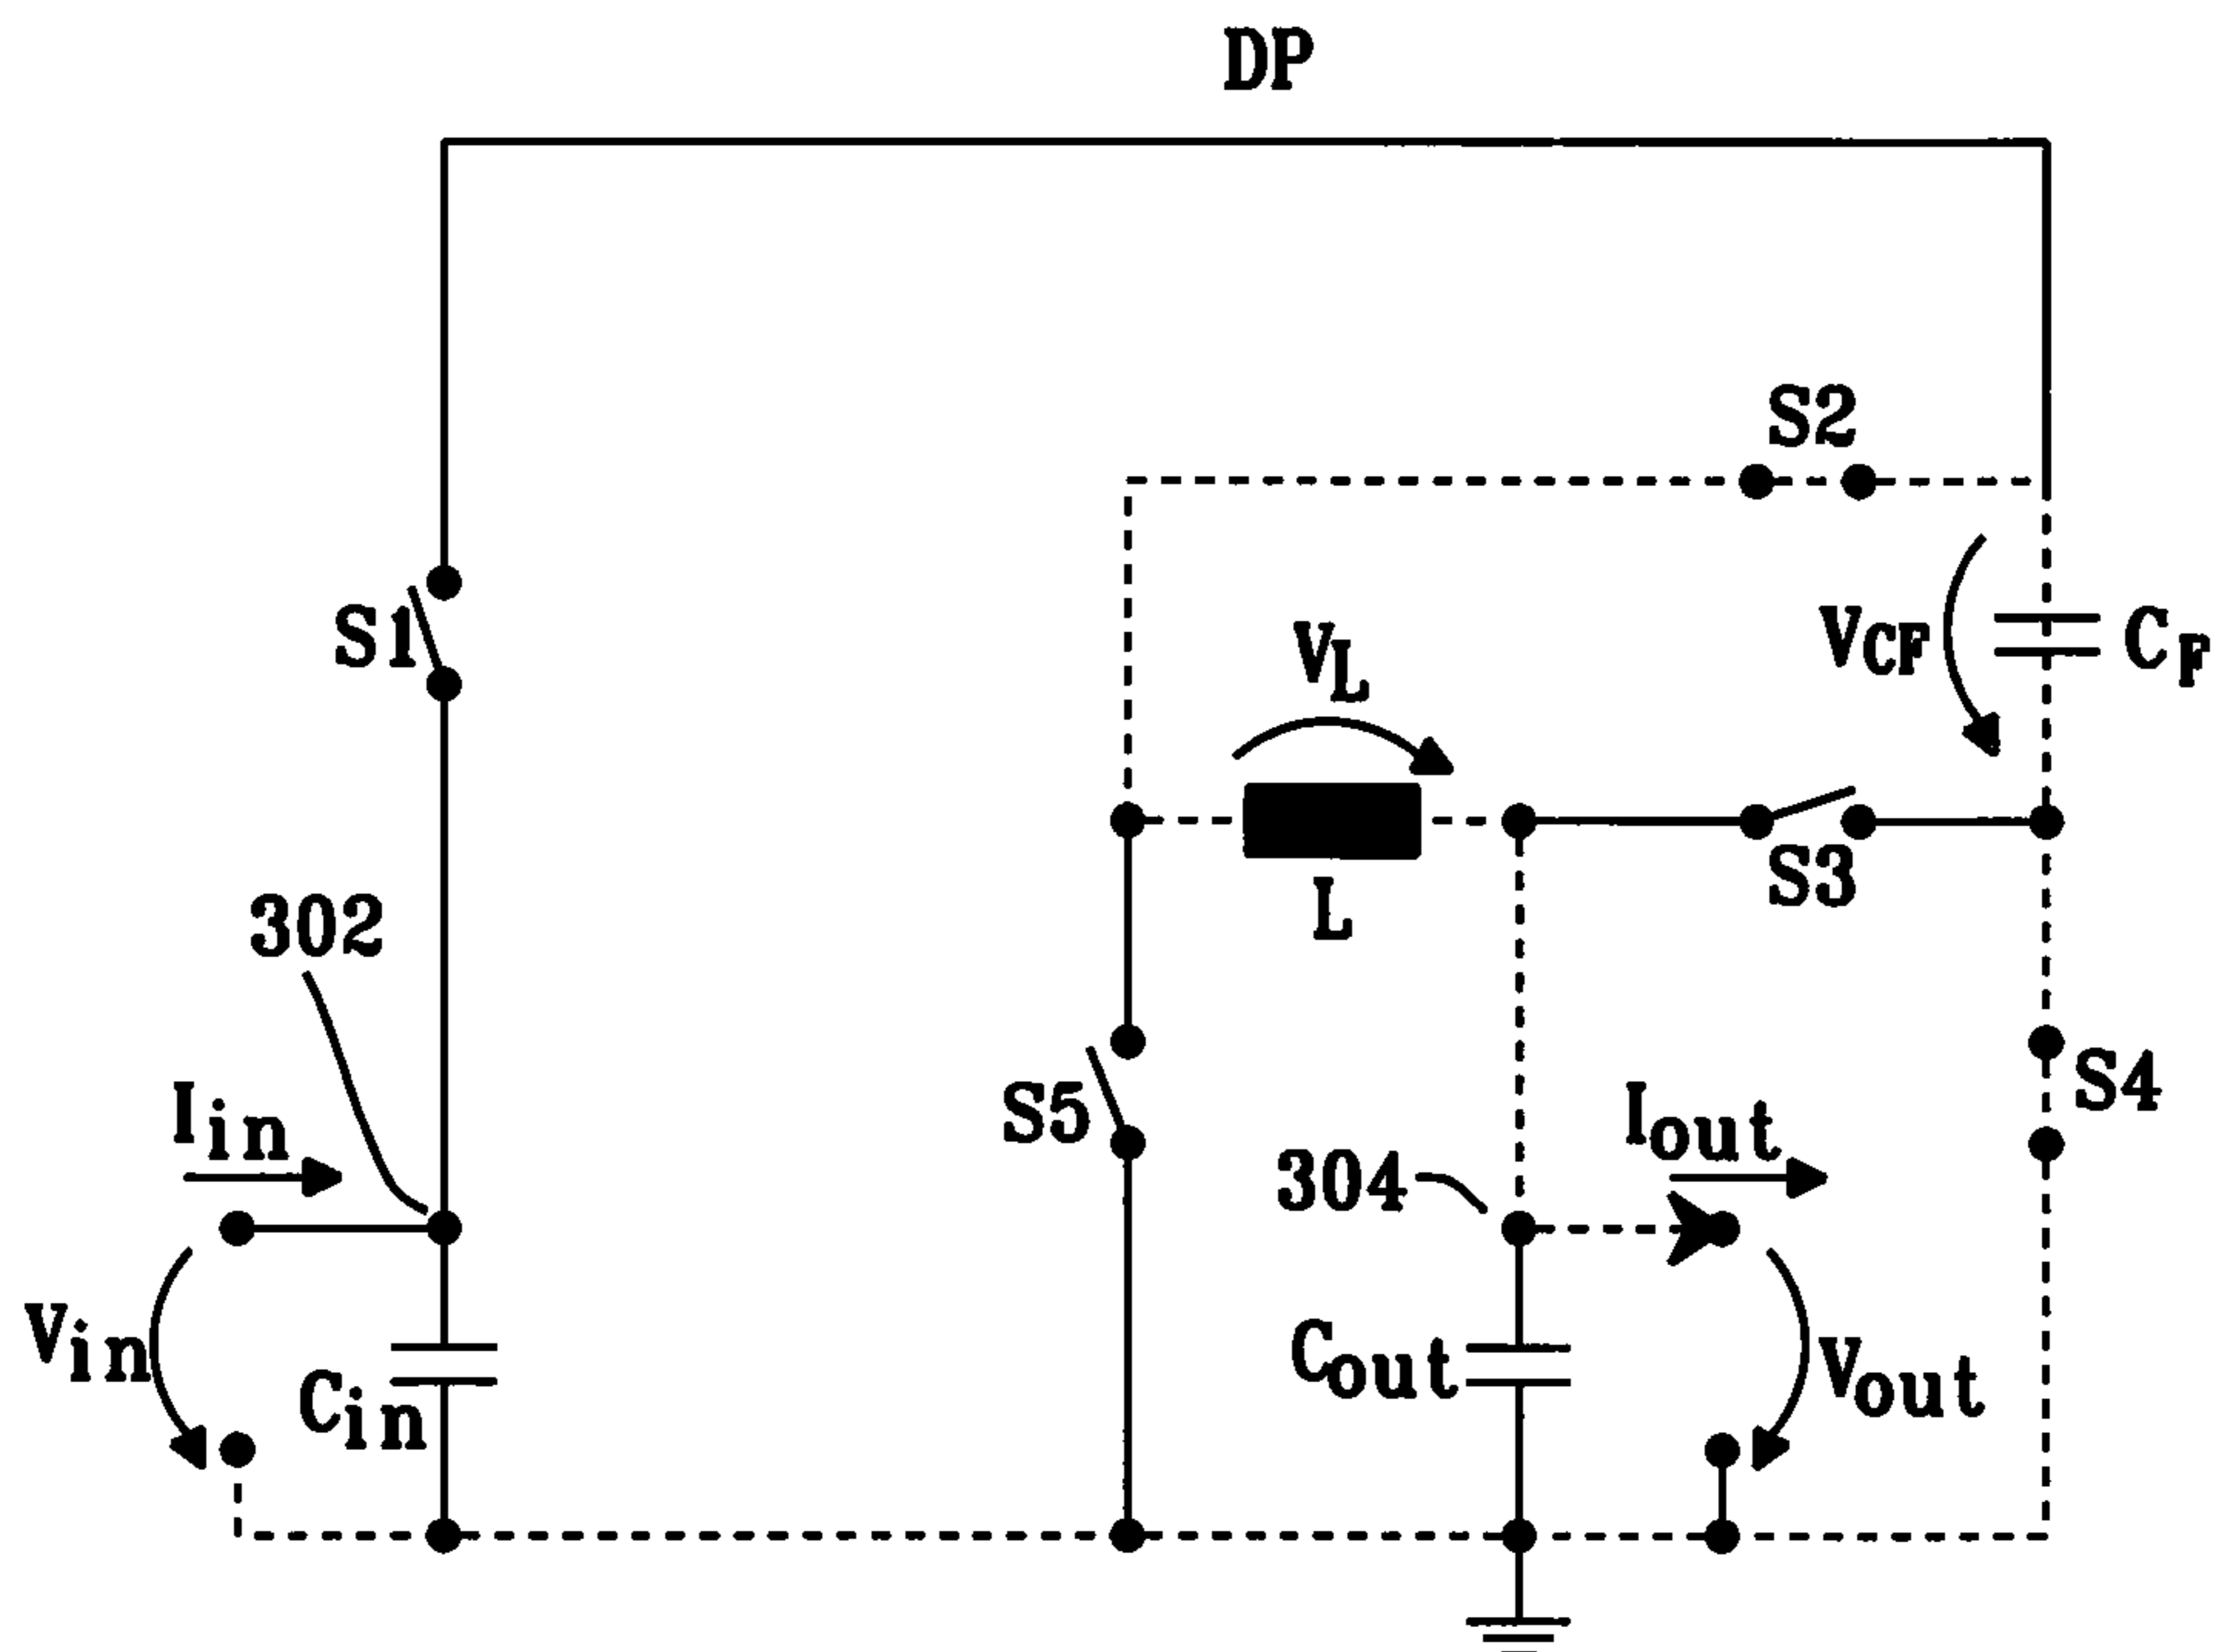 DP
S2
S1
VL
VCF
CF
S3
L
302
Iin
S5
Iout
S4
304
Vin
Cin
Cout
Vout